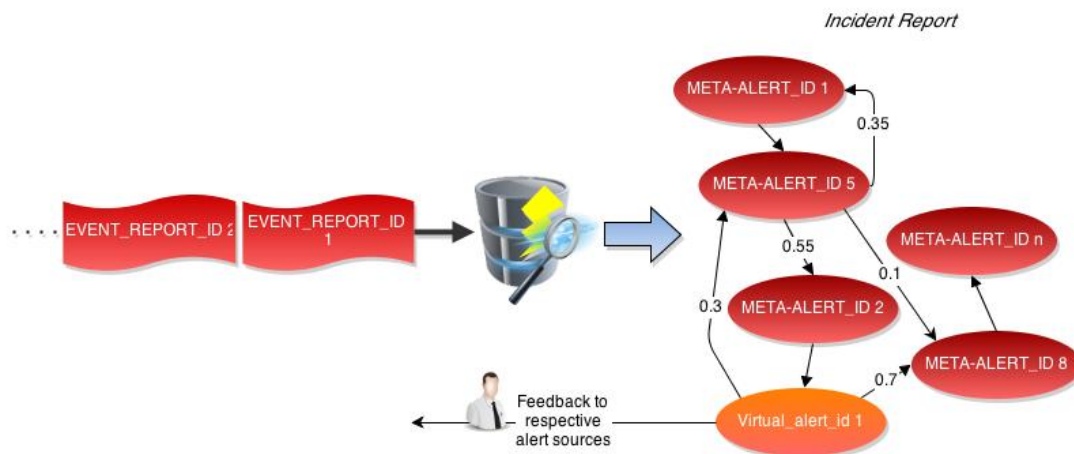 Incident Report
META-ALERT_ID 1
0.35
META-ALERT_ID 5
EVENT_REPORT_ID 2
EVENT_REPORT_ID
1
META-ALERT_ID n
0.55
0.1
0.3
META-ALERT_ID 2
META-ALERT_ID 8
0.7
Feedback to
respective
alert sources
Virtual_alert_id 1